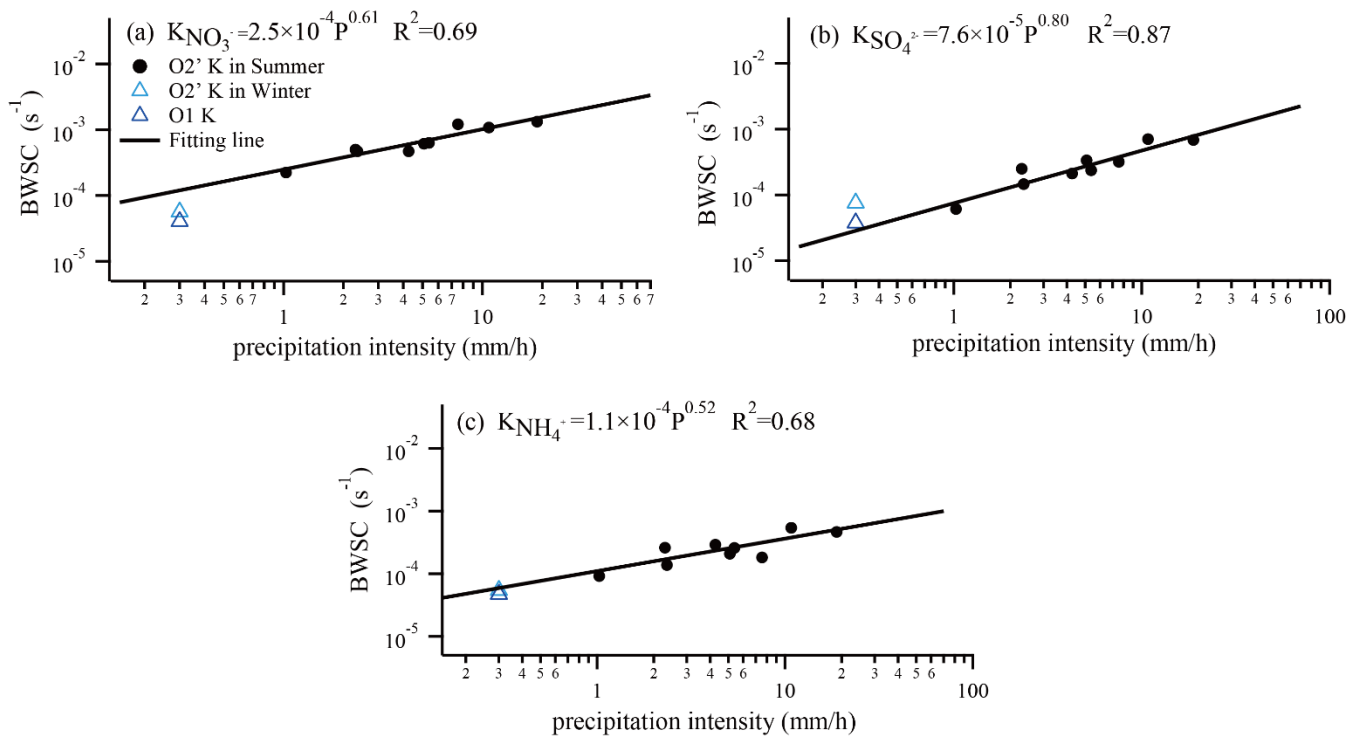 (a) K_NO₃⁻=2.5×10⁻⁴P⁰·⁶¹ R²=0.69
O2’ K in Summer
O2’ K in Winter
O1 K
Fitting line
BWSC (s⁻¹)
10⁻²
10⁻³
10⁻⁴
10⁻⁵
2 3 4 5 6 7 2 3 4 5 6 7 2 3 4 5 6 7
1 10
precipitation intensity (mm/h)
(b) K_SO₄²⁻=7.6×10⁻⁵P⁰·⁸⁰ R²=0.87
BWSC (s⁻¹)
10⁻²
10⁻³
10⁻⁴
10⁻⁵
2 3 4 5 6 2 3 4 5 6 2 3 4 5 6
1 10 100
precipitation intensity (mm/h)
(c) K_NH₄⁺=1.1×10⁻⁴P⁰·⁵² R²=0.68
BWSC (s⁻¹)
10⁻²
10⁻³
10⁻⁴
10⁻⁵
2 3 4 5 6 2 3 4 5 6 2 3 4 5 6
1 10 100
precipitation intensity (mm/h)